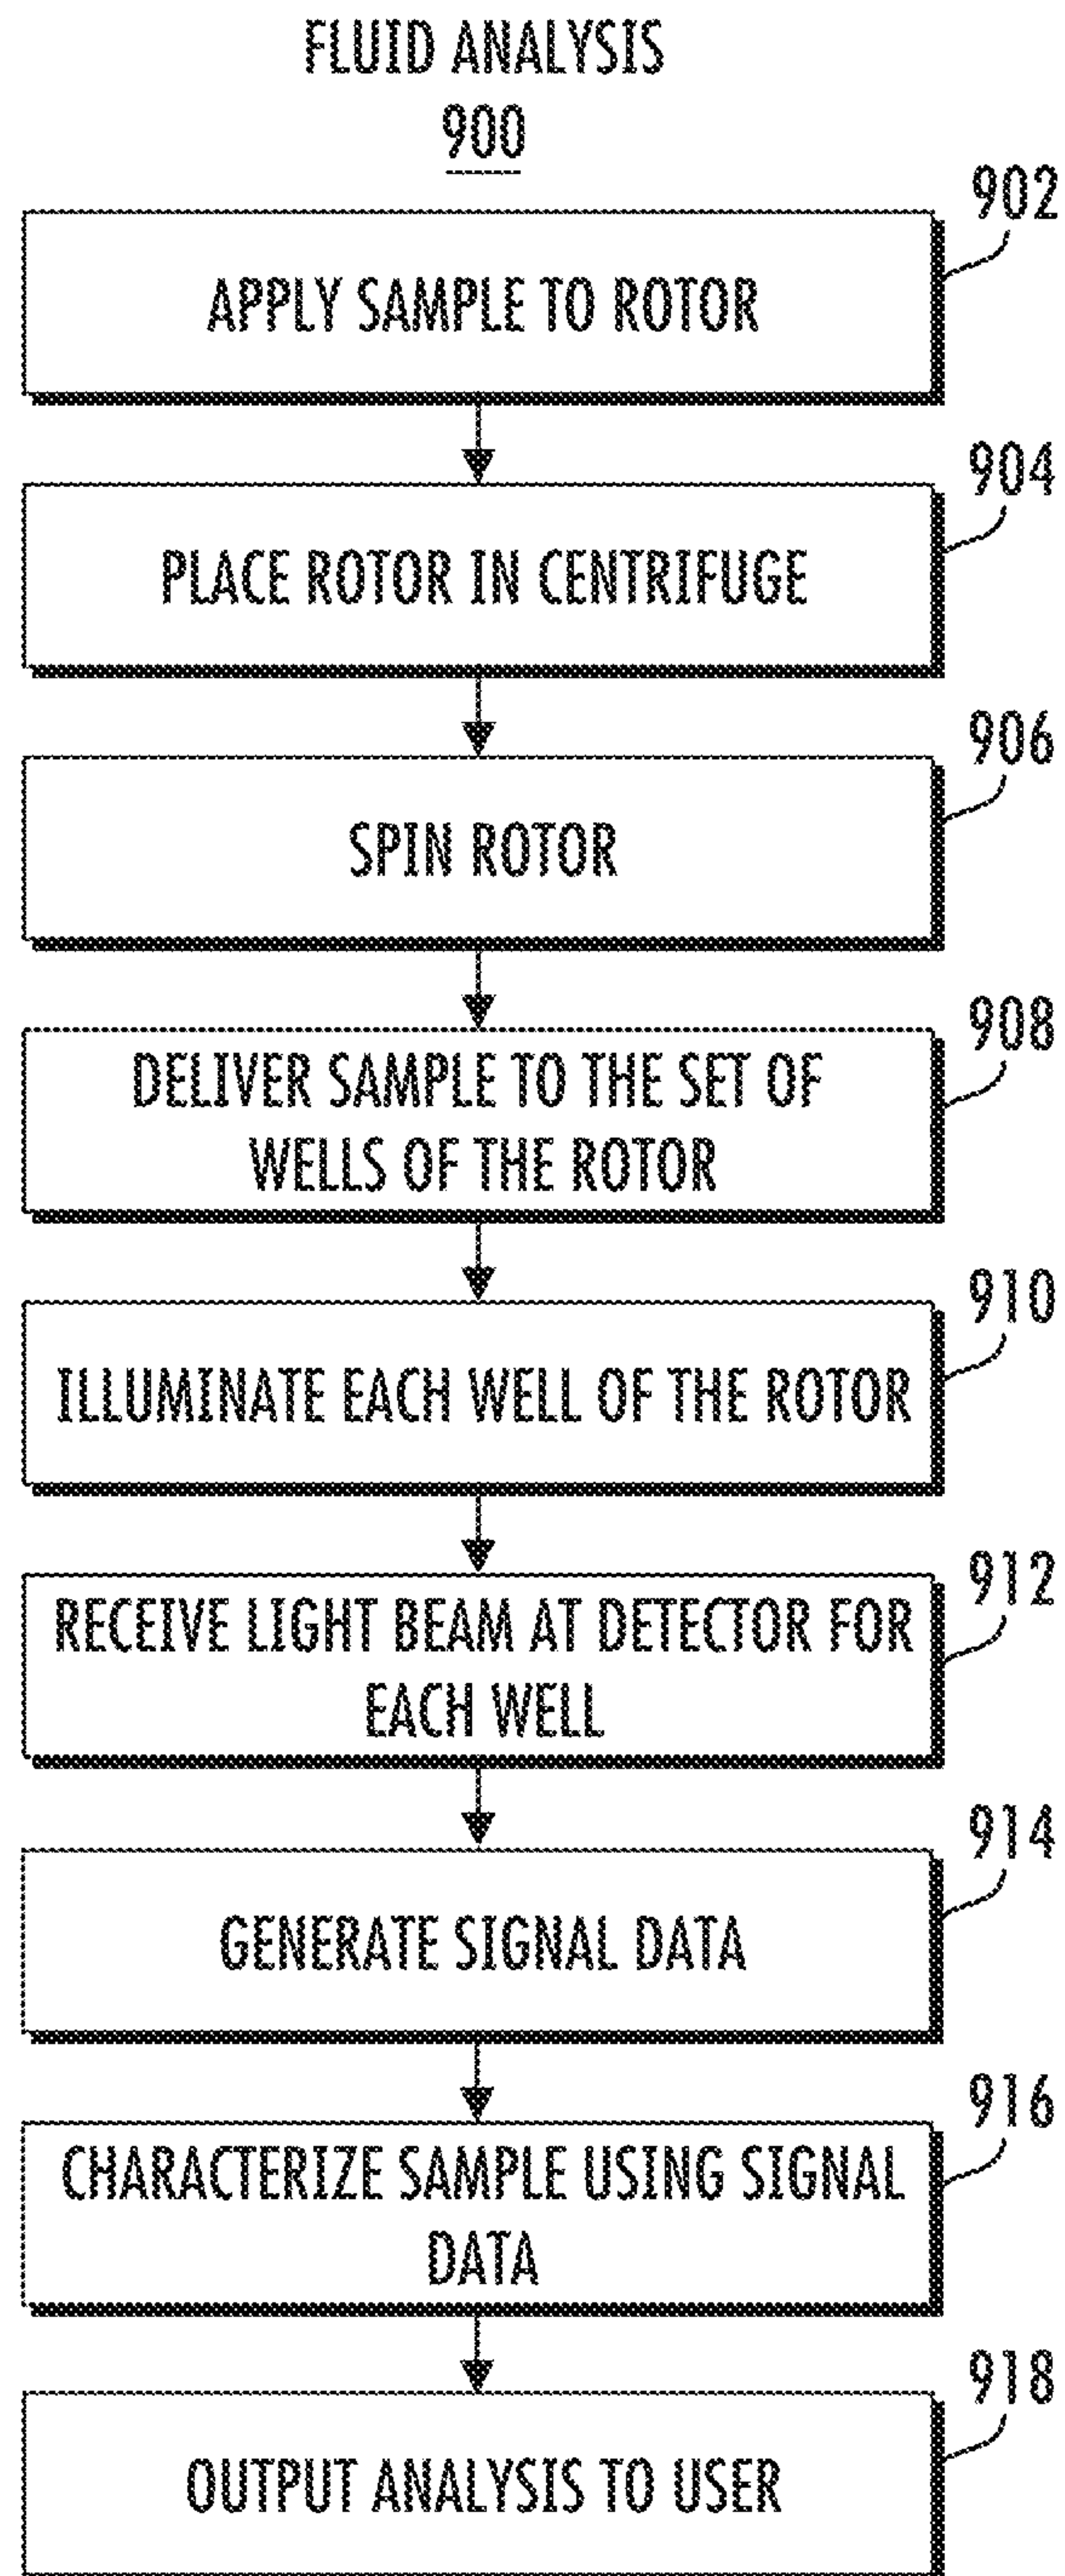 FLUID ANALYSIS
900
902
APPLY SAMPLE TO ROTOR
904
PLACE ROTOR IN CENTRIFUGE
906
SPIN ROTOR
908
DELIVER SAMPLE TO THE SET OF
WELLS OF THE ROTOR
910
ILLUMINATE EACH WELL OF THE ROTOR
912
RECEIVE LIGHT BEAM AT DETECTOR FOR
EACH WELL
914
GENERATE SIGNAL DATA
916
CHARACTERIZE SAMPLE USING SIGNAL
DATA
918
OUTPUT ANALYSIS TO USER